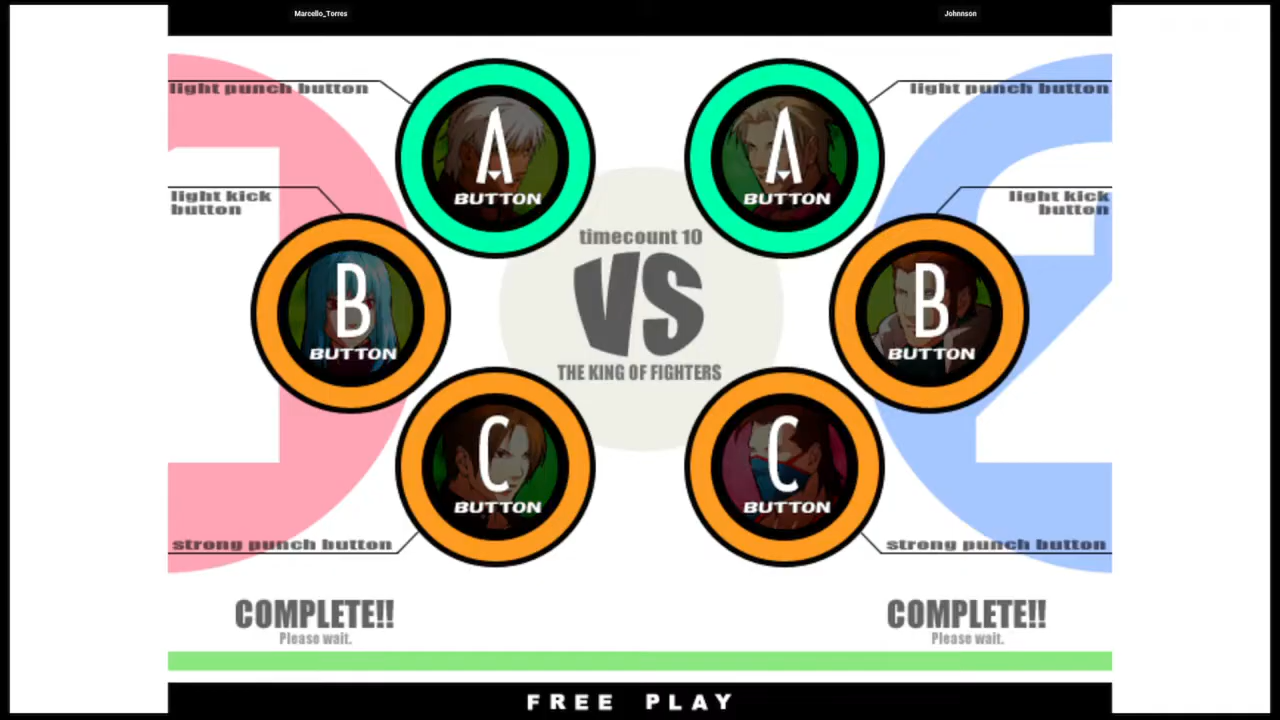 Marcello_Torres
Johnnson
light punch button
light punch button
A
BUTTON
A
BUTTON
light kick
button
light kick
button
timecount 10
VS
THE KING OF FIGHTERS
B
BUTTON
B
BUTTON
C
BUTTON
C
BUTTON
strong punch button
strong punch button
COMPLETE!!
Please wait.
COMPLETE!!
Please wait.
FREE PLAY